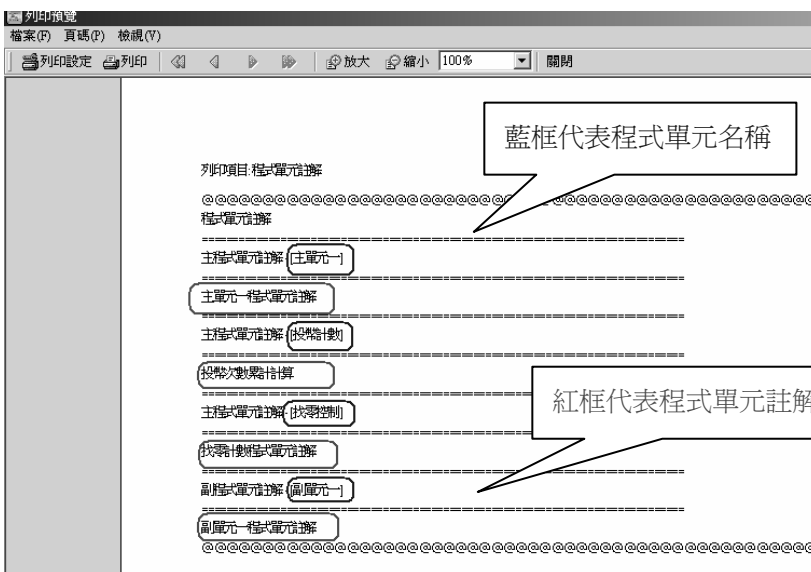 列印預覽
檔案(F) 頁碼(P) 檢視(V)
列印設定 列印 放大 縮小 100% 關閉
藍框代表程式單元名稱
列印項目:程式單元註解
@@@@@@@@@@@@@@@@@@@@@@@@@@@@@@@@@@@@@@@@@@@@@@@@@@
程式單元註解
============================================================
主程式單元註解-[主單元一]
============================================================
主單元一程式單元註解
============================================================
主程式單元註解-[投幣計數]
============================================================
投幣次數累計計算
============================================================
主程式單元註解-[找零控制]
============================================================
找零計數程式單元註解
============================================================
副程式單元註解-[副單元一]
============================================================
副單元一程式單元註解
@@@@@@@@@@@@@@@@@@@@@@@@@@@@@@@@@@@@@@@@@@@@@@@@@@
紅框代表程式單元註解